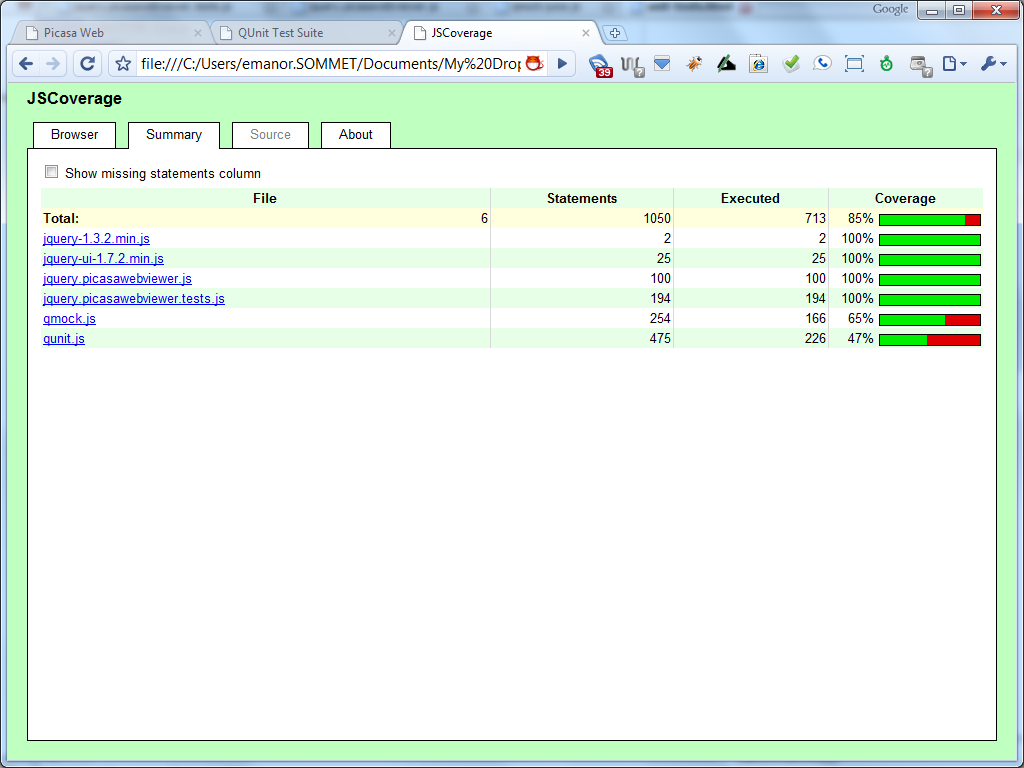 Google
Picasa Web
QUnit Test Suite
JSCoverage
file:///C:/Users/emanor.SOMMET/Documents/My%20Drop
39
JSCoverage
Browser
Summary
Source
About
Show missing statements column
File Statements Executed Coverage
Total: 6 1050 713 85%
jquery-1.3.2.min.js 2 2 100%
jquery-ui-1.7.2.min.js 25 25 100%
jquery.picasawebviewer.js 100 100 100%
jquery.picasawebviewer.tests.js 194 194 100%
qmock.js 254 166 65%
qunit.js 475 226 47%